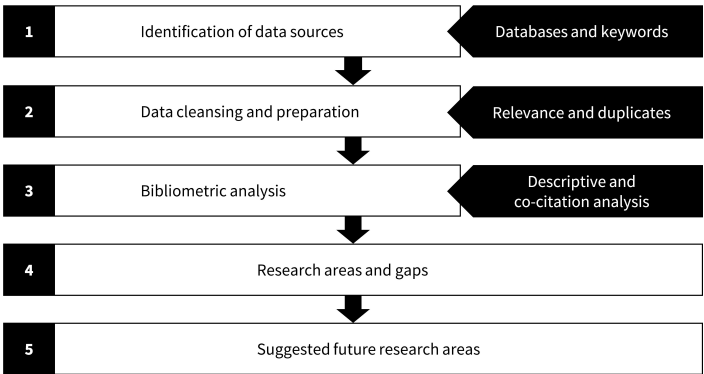 1
Identification of data sources
Databases and keywords
2
Data cleansing and preparation
Relevance and duplicates
3
Bibliometric analysis
Descriptive and
co-citation analysis
4
Research areas and gaps
5
Suggested future research areas